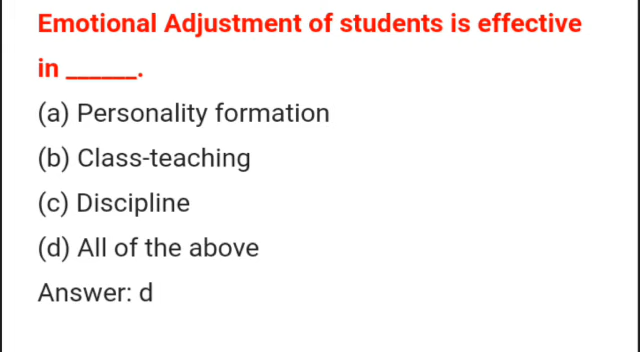 Emotional Adjustment of students is effective
in ______.
(a) Personality formation
(b) Class-teaching
(c) Discipline
(d) All of the above
Answer: d